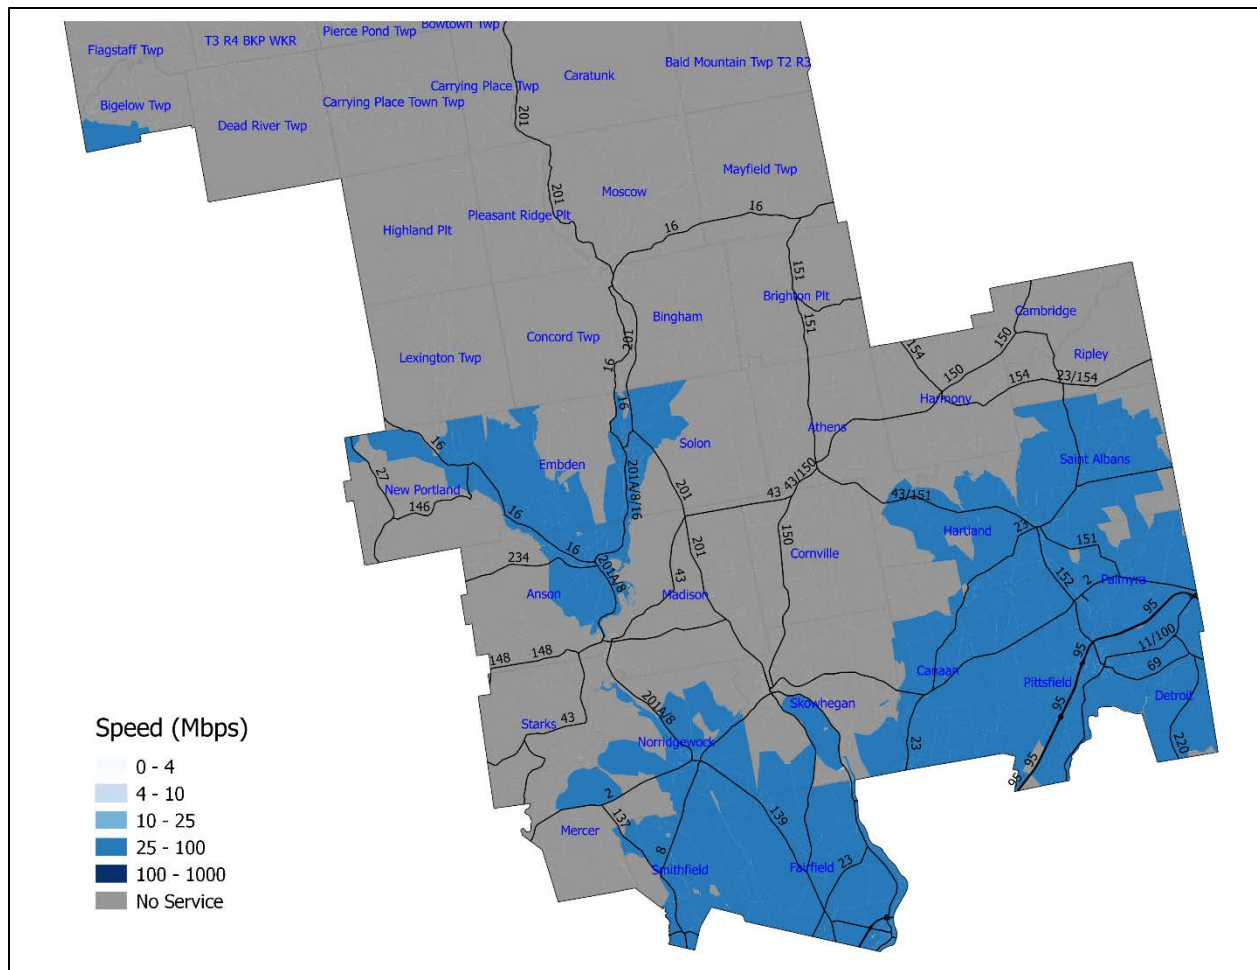 Bowtown Twp
Pierce Pond Twp
T3 R4 BKP WKR
Flagstaff Twp
Bald Mountain Twp T2 R3
Caratunk
Carrying Place Twp
Carrying Place Town Twp
Bigelow Twp
201
Dead River Twp
Mayfield Twp
201
Moscow
16
Pleasant Ridge Plt
16
Highland Plt
151
Brighton Plt
Cambridge
Bingham
151
201
Concord Twp
150
154
Ripley
Lexington Twp
16
150
154
23/154
Harmony
16
Athens
16
Solon
Embden
Saint Albans
201A/8/16
27
New Portland
43
43/150
201
43/151
146
16
23
Hartland
150
201
151
16
Cornville
234
201A/8
43
152
2
Palmyra
Anson
Madison
95
11/100
148
148
95
69
Canaan
Pittsfield
Detroit
201A/8
Skowhegan
43
Starks
95
Norridgewock
23
220
Speed (Mbps)
95
95
0 - 4
2
4 - 10
139
10 - 25
137
Mercer
25 - 100
8
23
Smithfield
Fairfield
100 - 1000
No Service